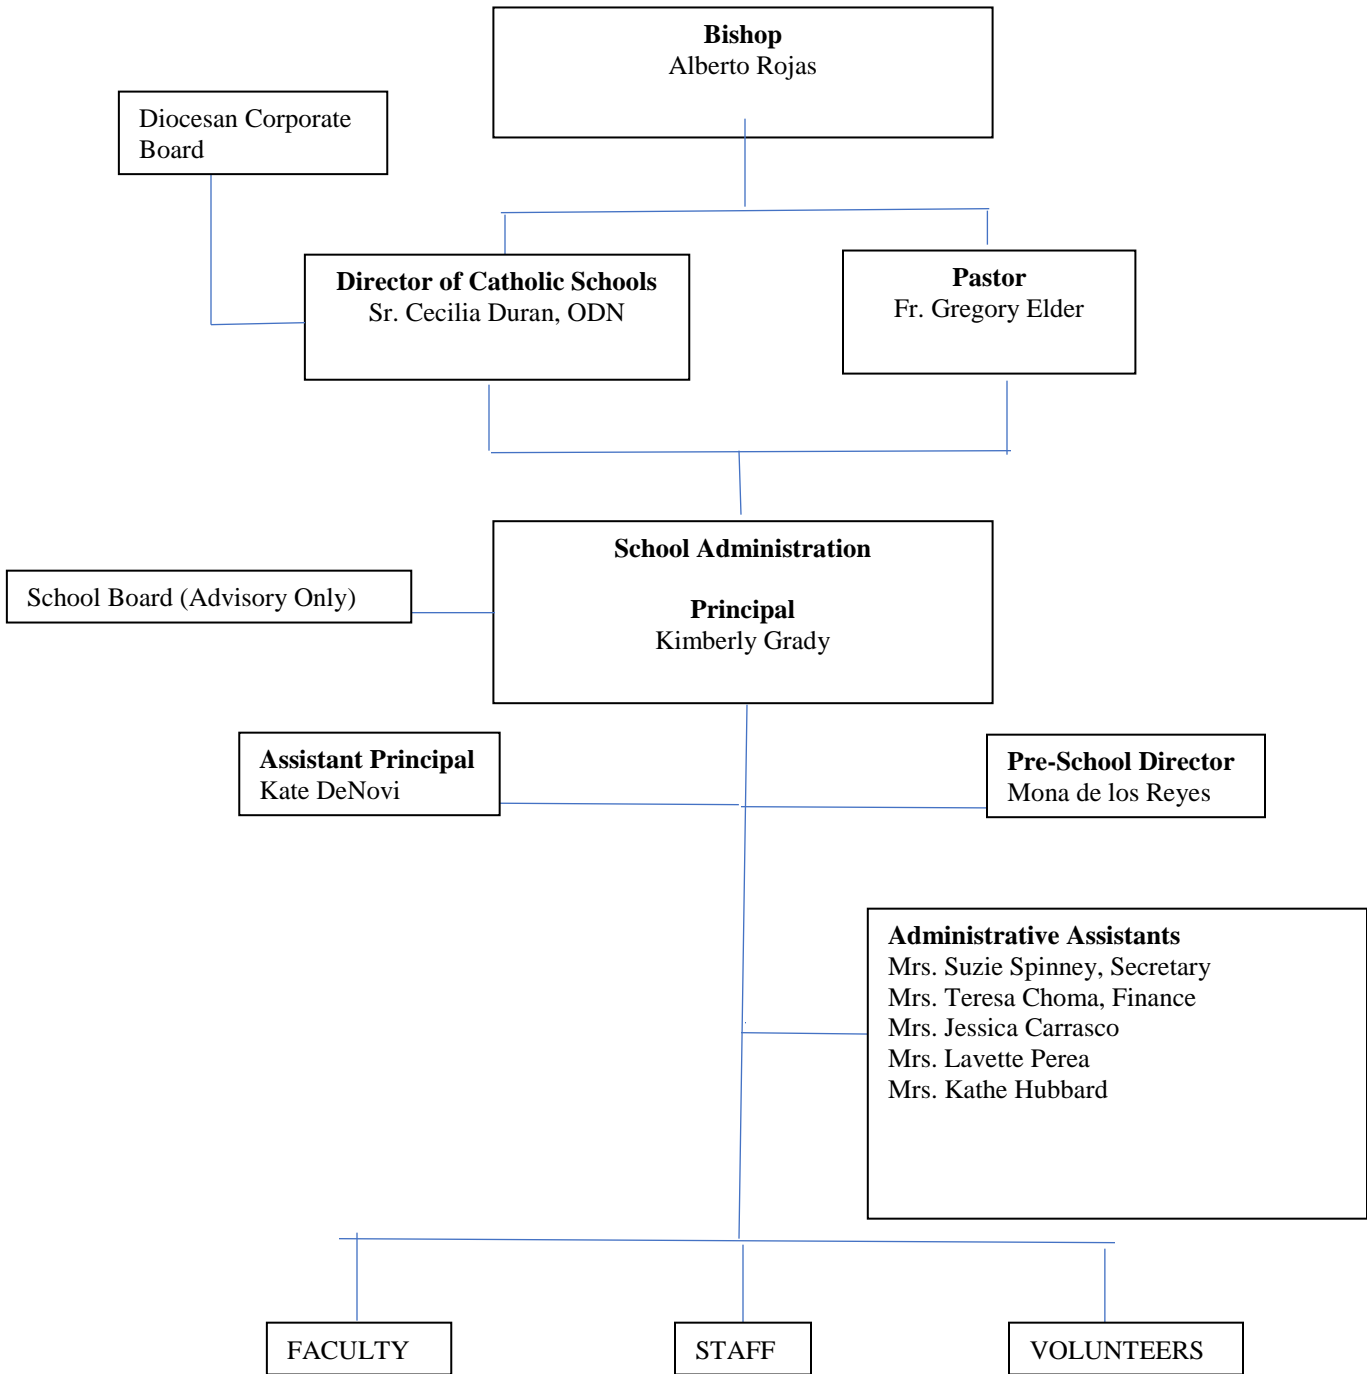 Bishop
Alberto Rojas
Diocesan Corporate
Board
Director of Catholic Schools
Sr. Cecilia Duran, ODN
Pastor
Fr. Gregory Elder
School Administration
Principal
Kimberly Grady
School Board (Advisory Only)
Assistant Principal
Kate DeNovi
Pre-School Director
Mona de los Reyes
Administrative Assistants
Mrs. Suzie Spinney, Secretary
Mrs. Teresa Choma, Finance
Mrs. Jessica Carrasco
Mrs. Lavette Perea
Mrs. Kathe Hubbard
FACULTY
STAFF
VOLUNTEERS